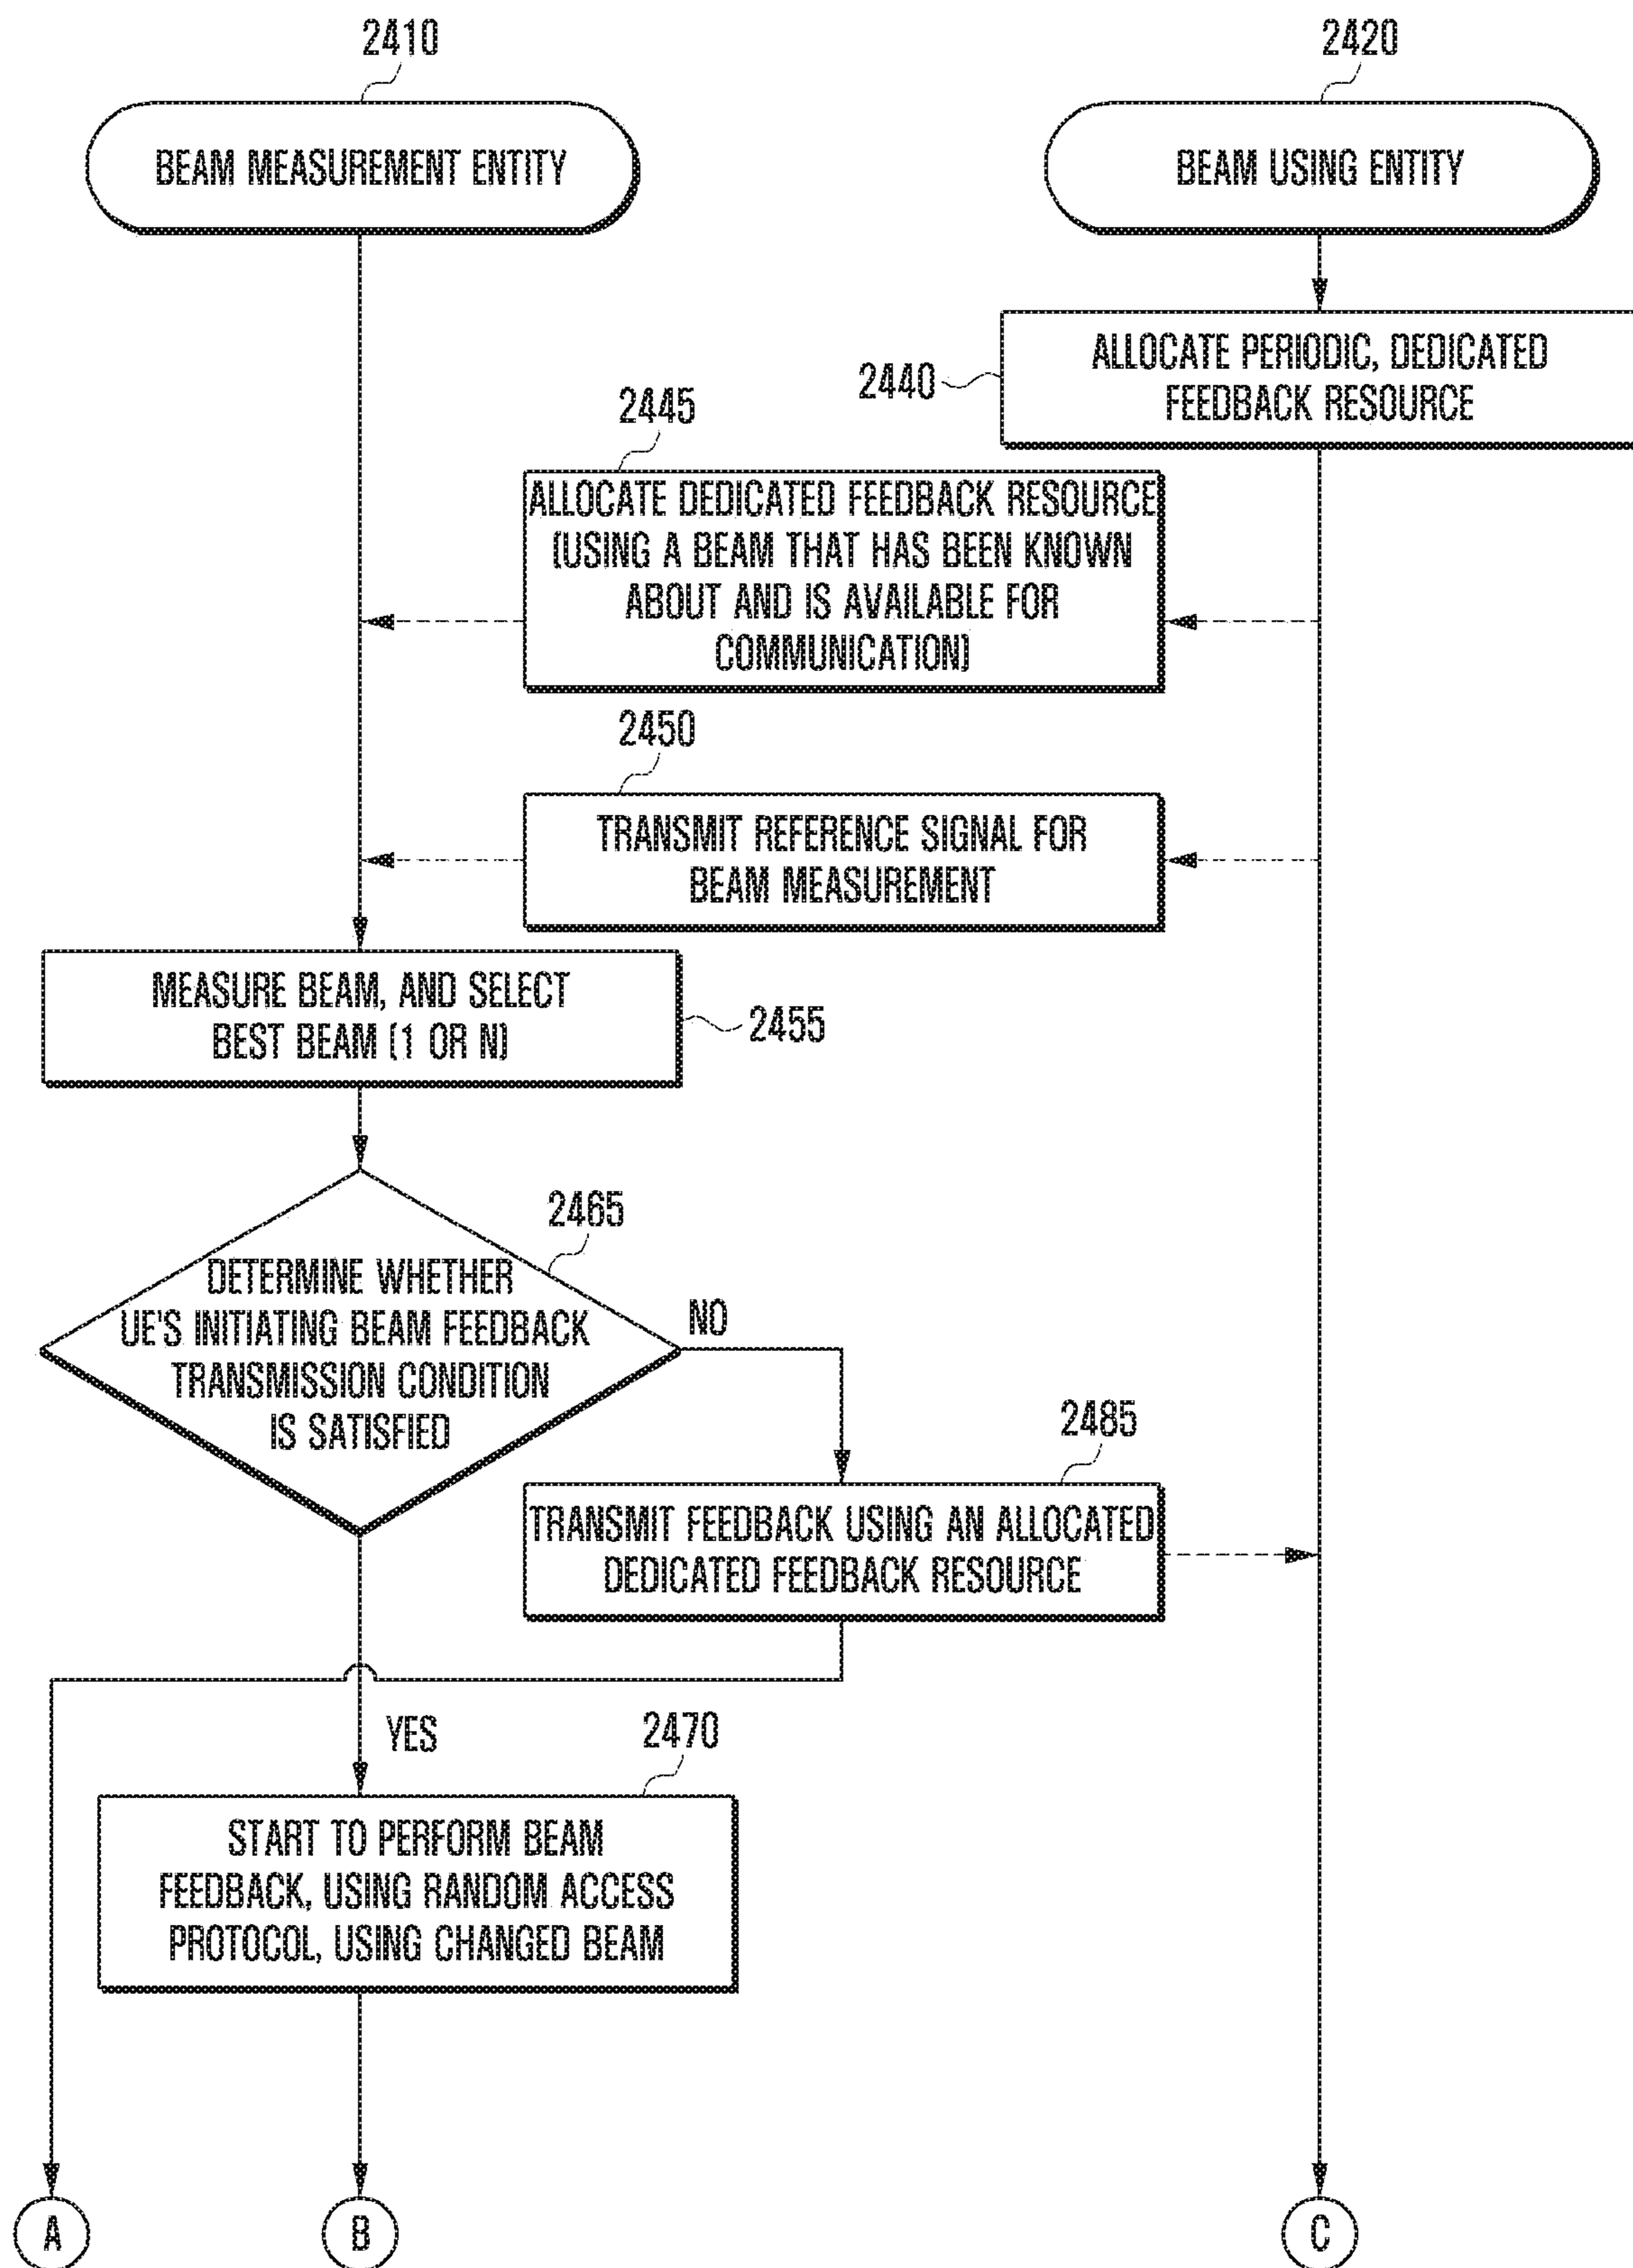 2410
2420
BEAM MEASUREMENT ENTITY
BEAM USING ENTITY
2440
ALLOCATE PERIODIC, DEDICATED
FEEDBACK RESOURCE
2445
ALLOCATE DEDICATED FEEDBACK RESOURCE
(USING A BEAM THAT HAS BEEN KNOWN
ABOUT AND IS AVAILABLE FOR
COMMUNICATION)
2450
TRANSMIT REFERENCE SIGNAL FOR
BEAM MEASUREMENT
MEASURE BEAM, AND SELECT
BEST BEAM (1 OR N)
2455
2465
DETERMINE WHETHER
UE'S INITIATING BEAM FEEDBACK
TRANSMISSION CONDITION
IS SATISFIED
NO
2485
TRANSMIT FEEDBACK USING AN ALLOCATED
DEDICATED FEEDBACK RESOURCE
YES
2470
START TO PERFORM BEAM
FEEDBACK, USING RANDOM ACCESS
PROTOCOL, USING CHANGED BEAM
A
B
C